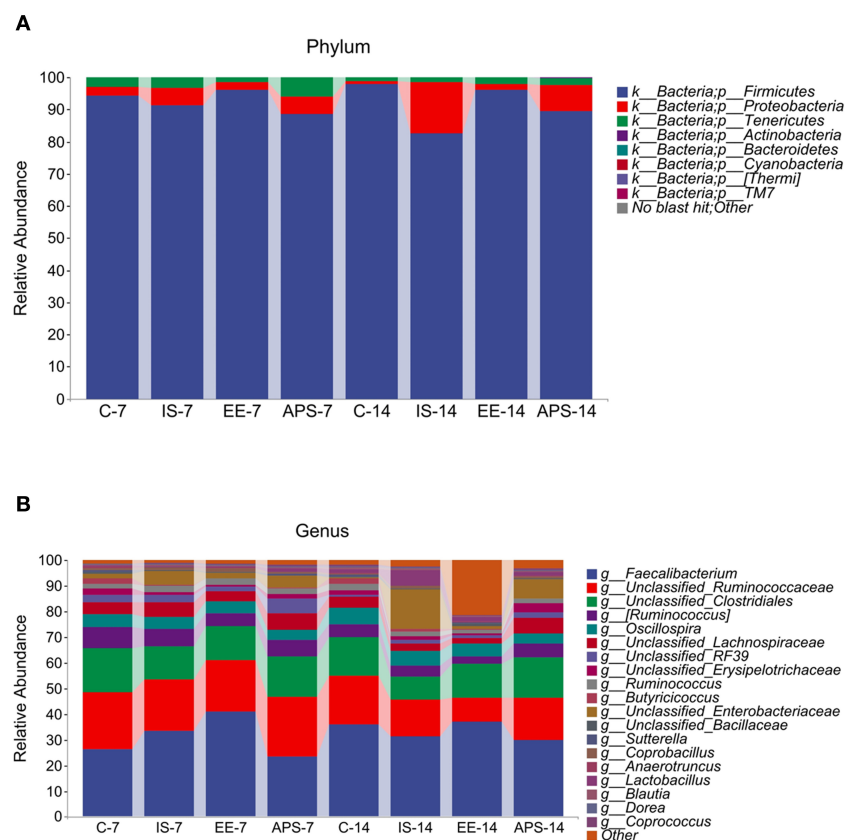 A
Phylum
Relative Abundance
100
90
80
70
60
50
40
30
20
10
0
C-7 IS-7 EE-7 APS-7 C-14 IS-14 EE-14 APS-14
k__Bacteria;p__Firmicutes
k__Bacteria;p__Proteobacteria
k__Bacteria;p__Tenericutes
k__Bacteria;p__Actinobacteria
k__Bacteria;p__Bacteroidetes
k__Bacteria;p__Cyanobacteria
k__Bacteria;p__[Thermi]
k__Bacteria;p__TM7
No blast hit;Other
B
Genus
Relative Abundance
100
90
80
70
60
50
40
30
20
10
0
C-7 IS-7 EE-7 APS-7 C-14 IS-14 EE-14 APS-14
g__Faecalibacterium
g__Unclassified_Ruminococcaceae
g__Unclassified_Clostridiales
g__[Ruminococcus]
g__Oscillospira
g__Unclassified_Lachnospiraceae
g__Unclassified_RF39
g__Unclassified_Erysipelotrichaceae
g__Ruminococcus
g__Butyricicoccus
g__Unclassified_Enterobacteriaceae
g__Unclassified_Bacillaceae
g__Sutterella
g__Coprobacillus
g__Anaerotruncus
g__Lactobacillus
g__Blautia
g__Dorea
g__Coprococcus
Other